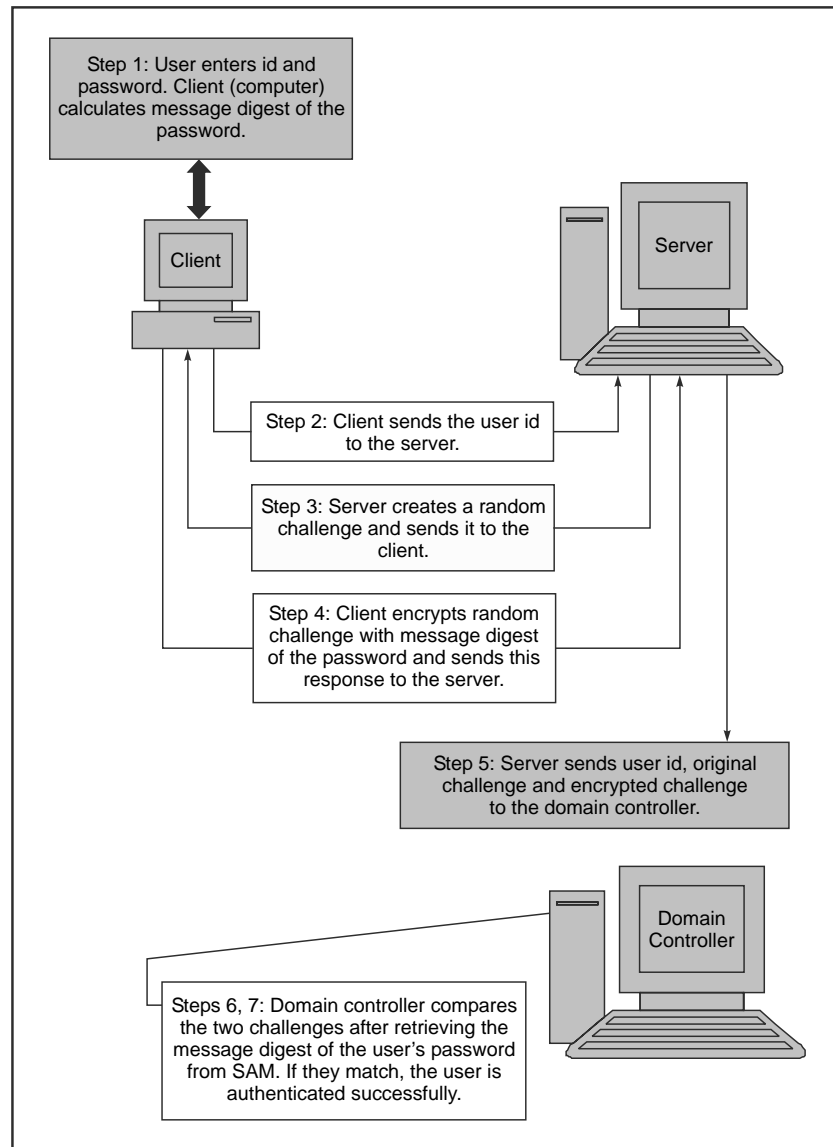 Step 1: User enters id and
password. Client (computer)
calculates message digest of the
password.
Client
Server
Step 2: Client sends the user id
to the server.
Step 3: Server creates a random
challenge and sends it to the
client.
Step 4: Client encrypts random
challenge with message digest
of the password and sends this
response to the server.
Step 5: Server sends user id, original
challenge and encrypted challenge
to the domain controller.
Domain
Controller
Steps 6, 7: Domain controller compares
the two challenges after retrieving the
message digest of the user's password
from SAM. If they match, the user is
authenticated successfully.